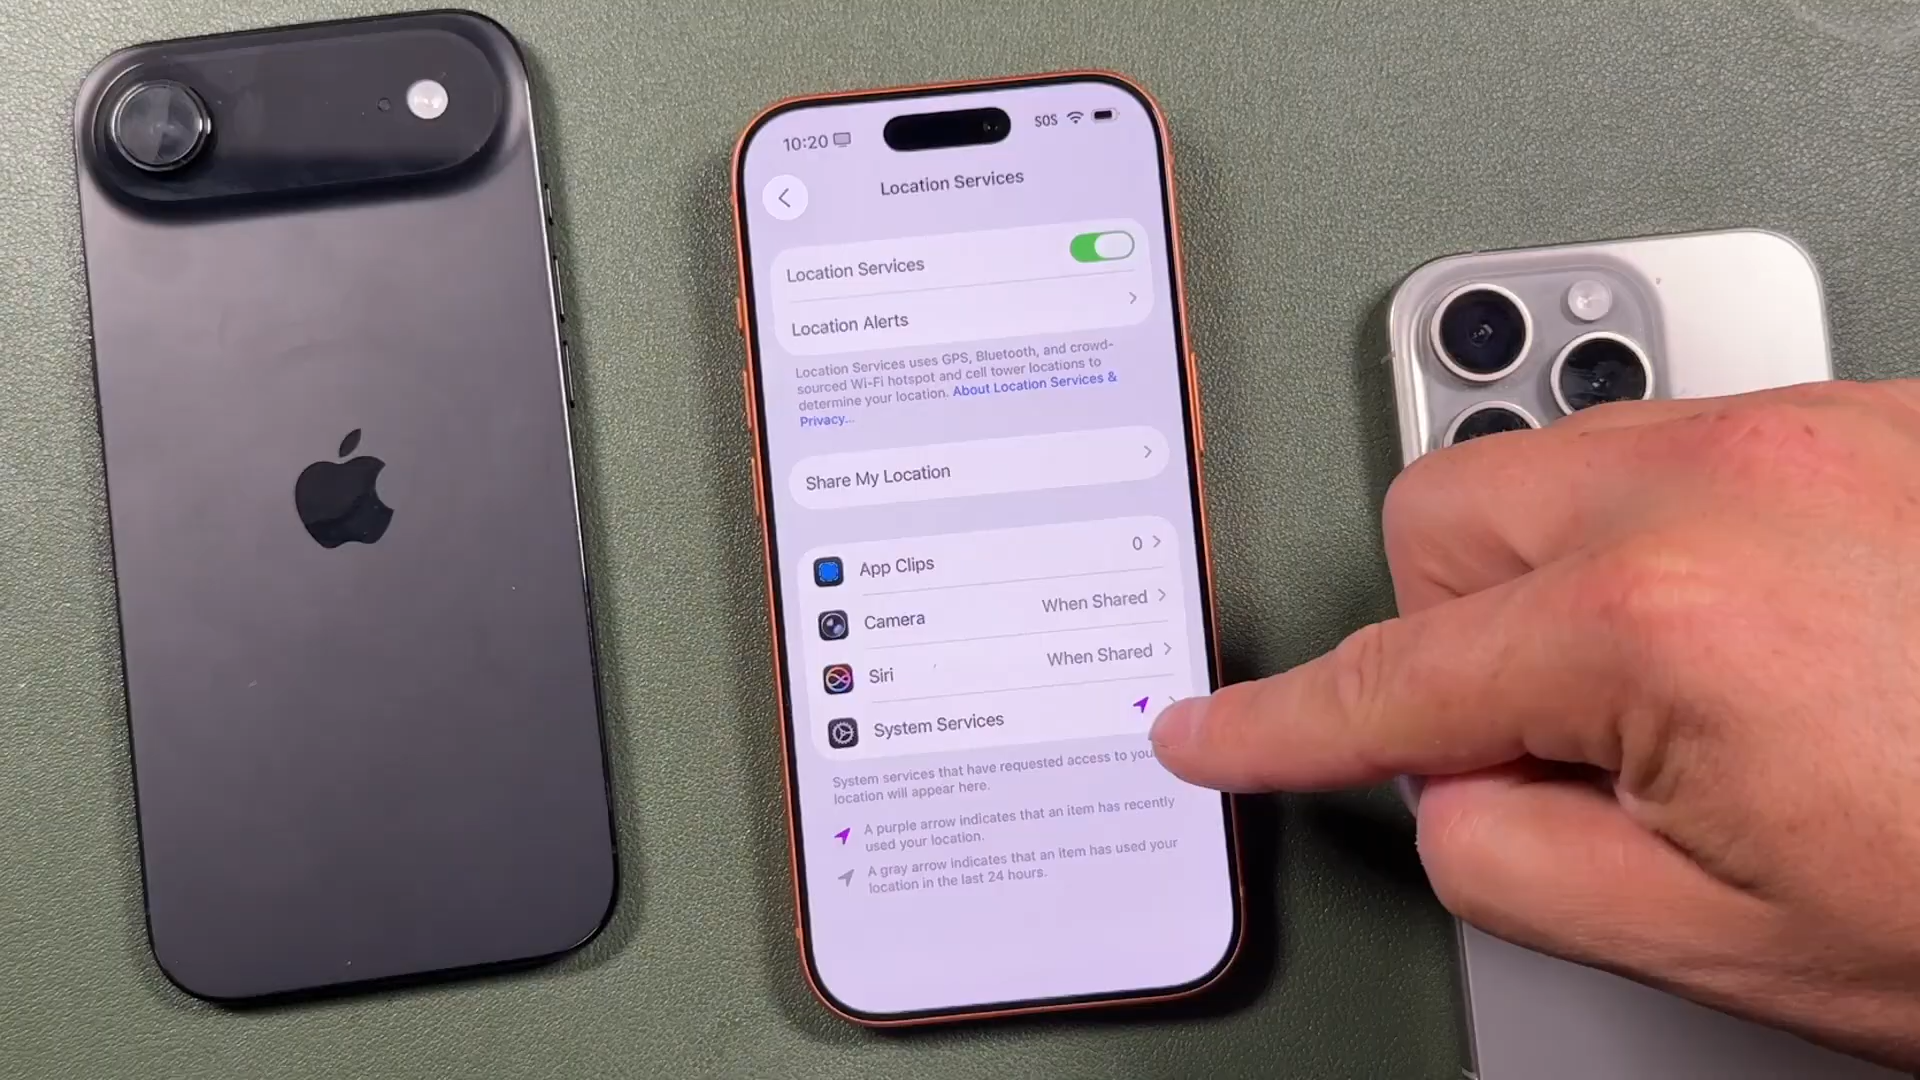 10:20
SOS
Location Services
Location Services
Location Alerts
Location Services uses GPS, Bluetooth, and crowd-
sourced Wi-Fi hotspot and cell tower locations to
determine your location. About Location Services &
Privacy...
Share My Location
App Clips 0
Camera When Shared
Siri When Shared
System Services
System services that have requested access to you
location will appear here.
A purple arrow indicates that an item has recently
used your location.
A gray arrow indicates that an item has used your
location in the last 24 hours.